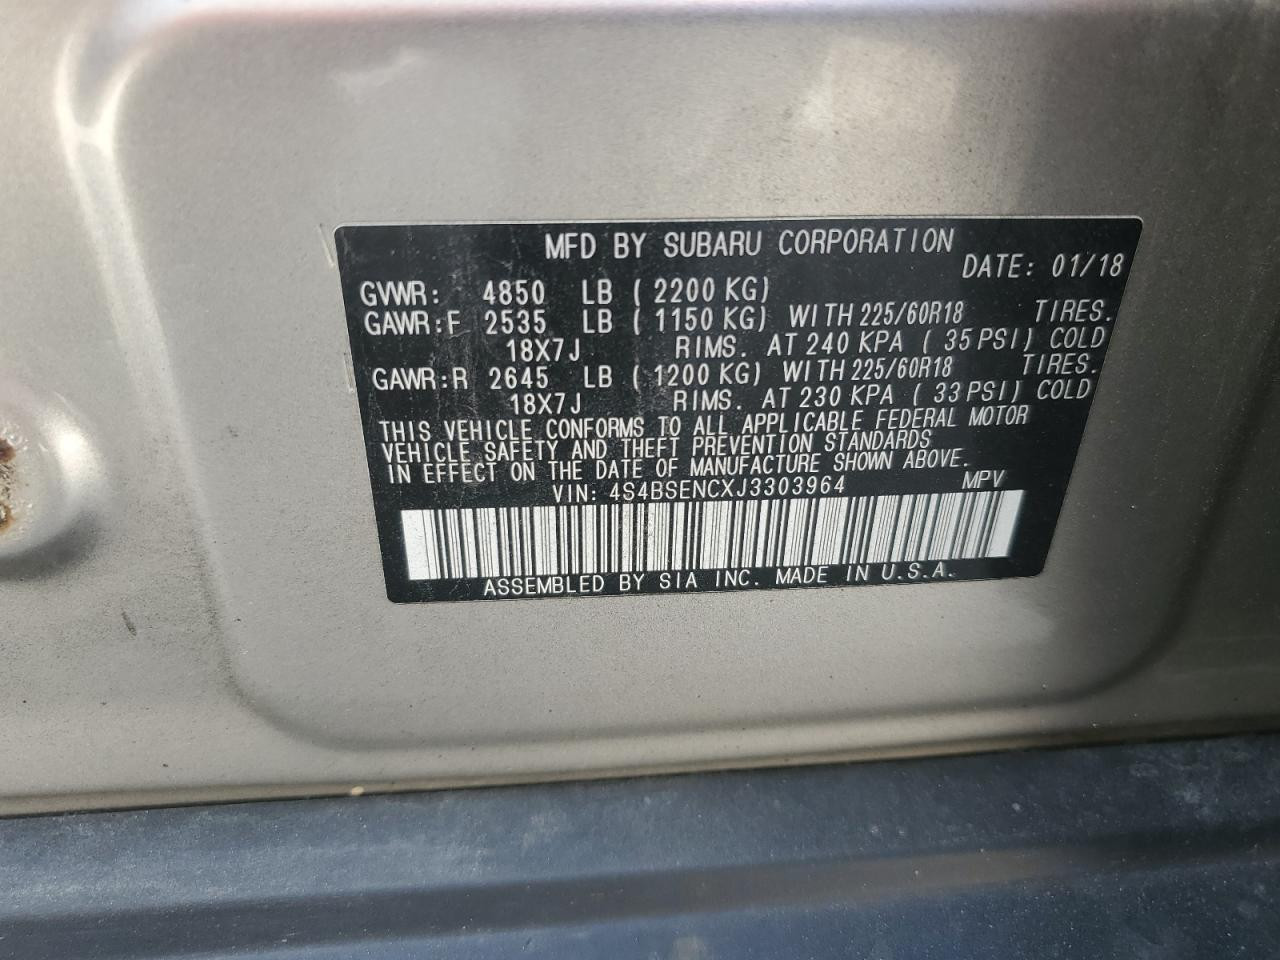 MFD BY SUBARU CORPORATION
DATE: 01/18
GVWR: 4850 LB ( 2200 KG)
GAWR:F 2535 LB ( 1150 KG) WITH 225/60R18 TIRES.
18X7J RIMS. AT 240 KPA ( 35 PSI) COLD
GAWR:R 2645 LB ( 1200 KG) WITH 225/60R18 TIRES.
18X7J RIMS. AT 230 KPA ( 33 PSI) COLD
THIS VEHICLE CONFORMS TO ALL APPLICABLE FEDERAL MOTOR
VEHICLE SAFETY AND THEFT PREVENTION STANDARDS
IN EFFECT ON THE DATE OF MANUFACTURE SHOWN ABOVE.
VIN: 4S4BSENCXJ3303964 MPV
ASSEMBLED BY SIA INC. MADE IN U.S.A.